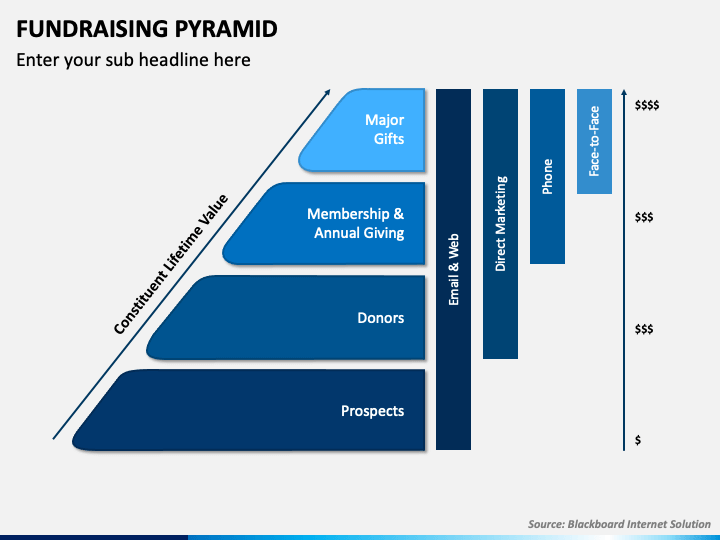 FUNDRAISING PYRAMID
Enter your sub headline here
Constituent Lifetime Value
Major
Gifts
Membership &
Annual Giving
Donors
Prospects
Email & Web
Direct Marketing
Phone
Face-to-Face
$$$$
$$$
$$$
$
Source: Blackboard Internet Solution